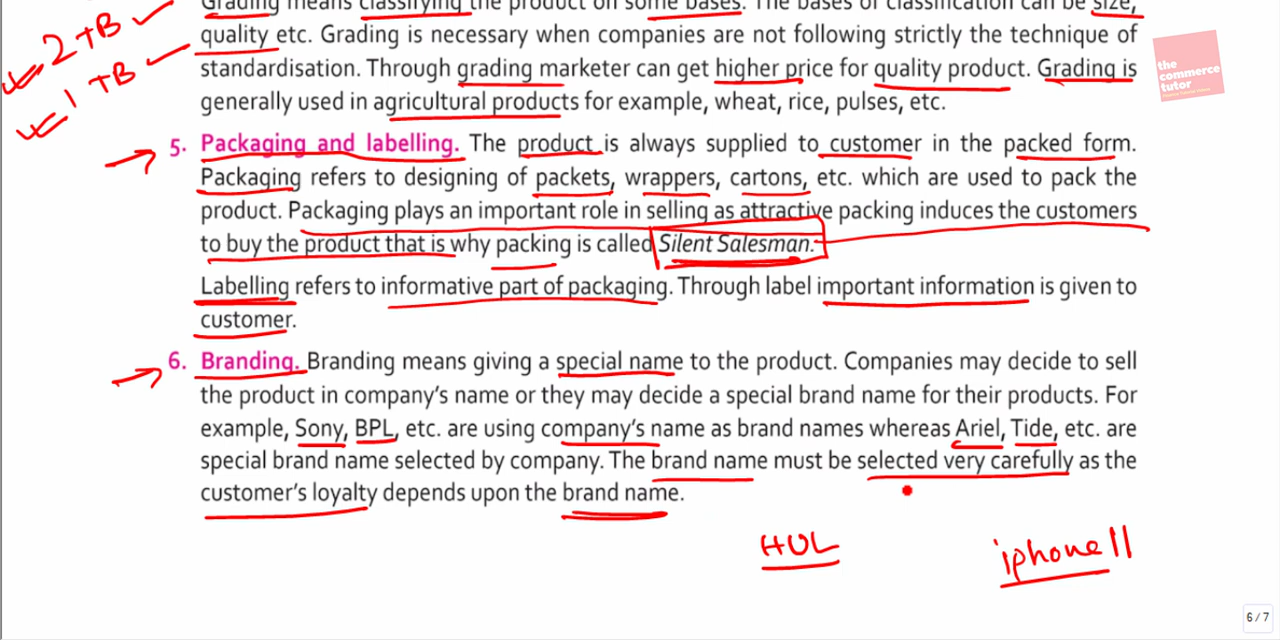 Grading means classifying the product on some bases. The bases of classification can be size,
quality etc. Grading is necessary when companies are not following strictly the technique of
standardisation. Through grading marketer can get higher price for quality product. Grading is
generally used in agricultural products for example, wheat, rice, pulses, etc.
2 +B
1 +B
the
commerce
tutor
5. Packaging and labelling. The product is always supplied to customer in the packed form.
Packaging refers to designing of packets, wrappers, cartons, etc. which are used to pack the
product. Packaging plays an important role in selling as attractive packing induces the customers
to buy the product that is why packing is called Silent Salesman.
Labelling refers to informative part of packaging. Through label important information is given to
customer.
6. Branding. Branding means giving a special name to the product. Companies may decide to sell
the product in company's name or they may decide a special brand name for their products. For
example, Sony, BPL, etc. are using company's name as brand names whereas Ariel, Tide, etc. are
special brand name selected by company. The brand name must be selected very carefully as the
customer's loyalty depends upon the brand name.
HUL
iphone 11
6 / 7